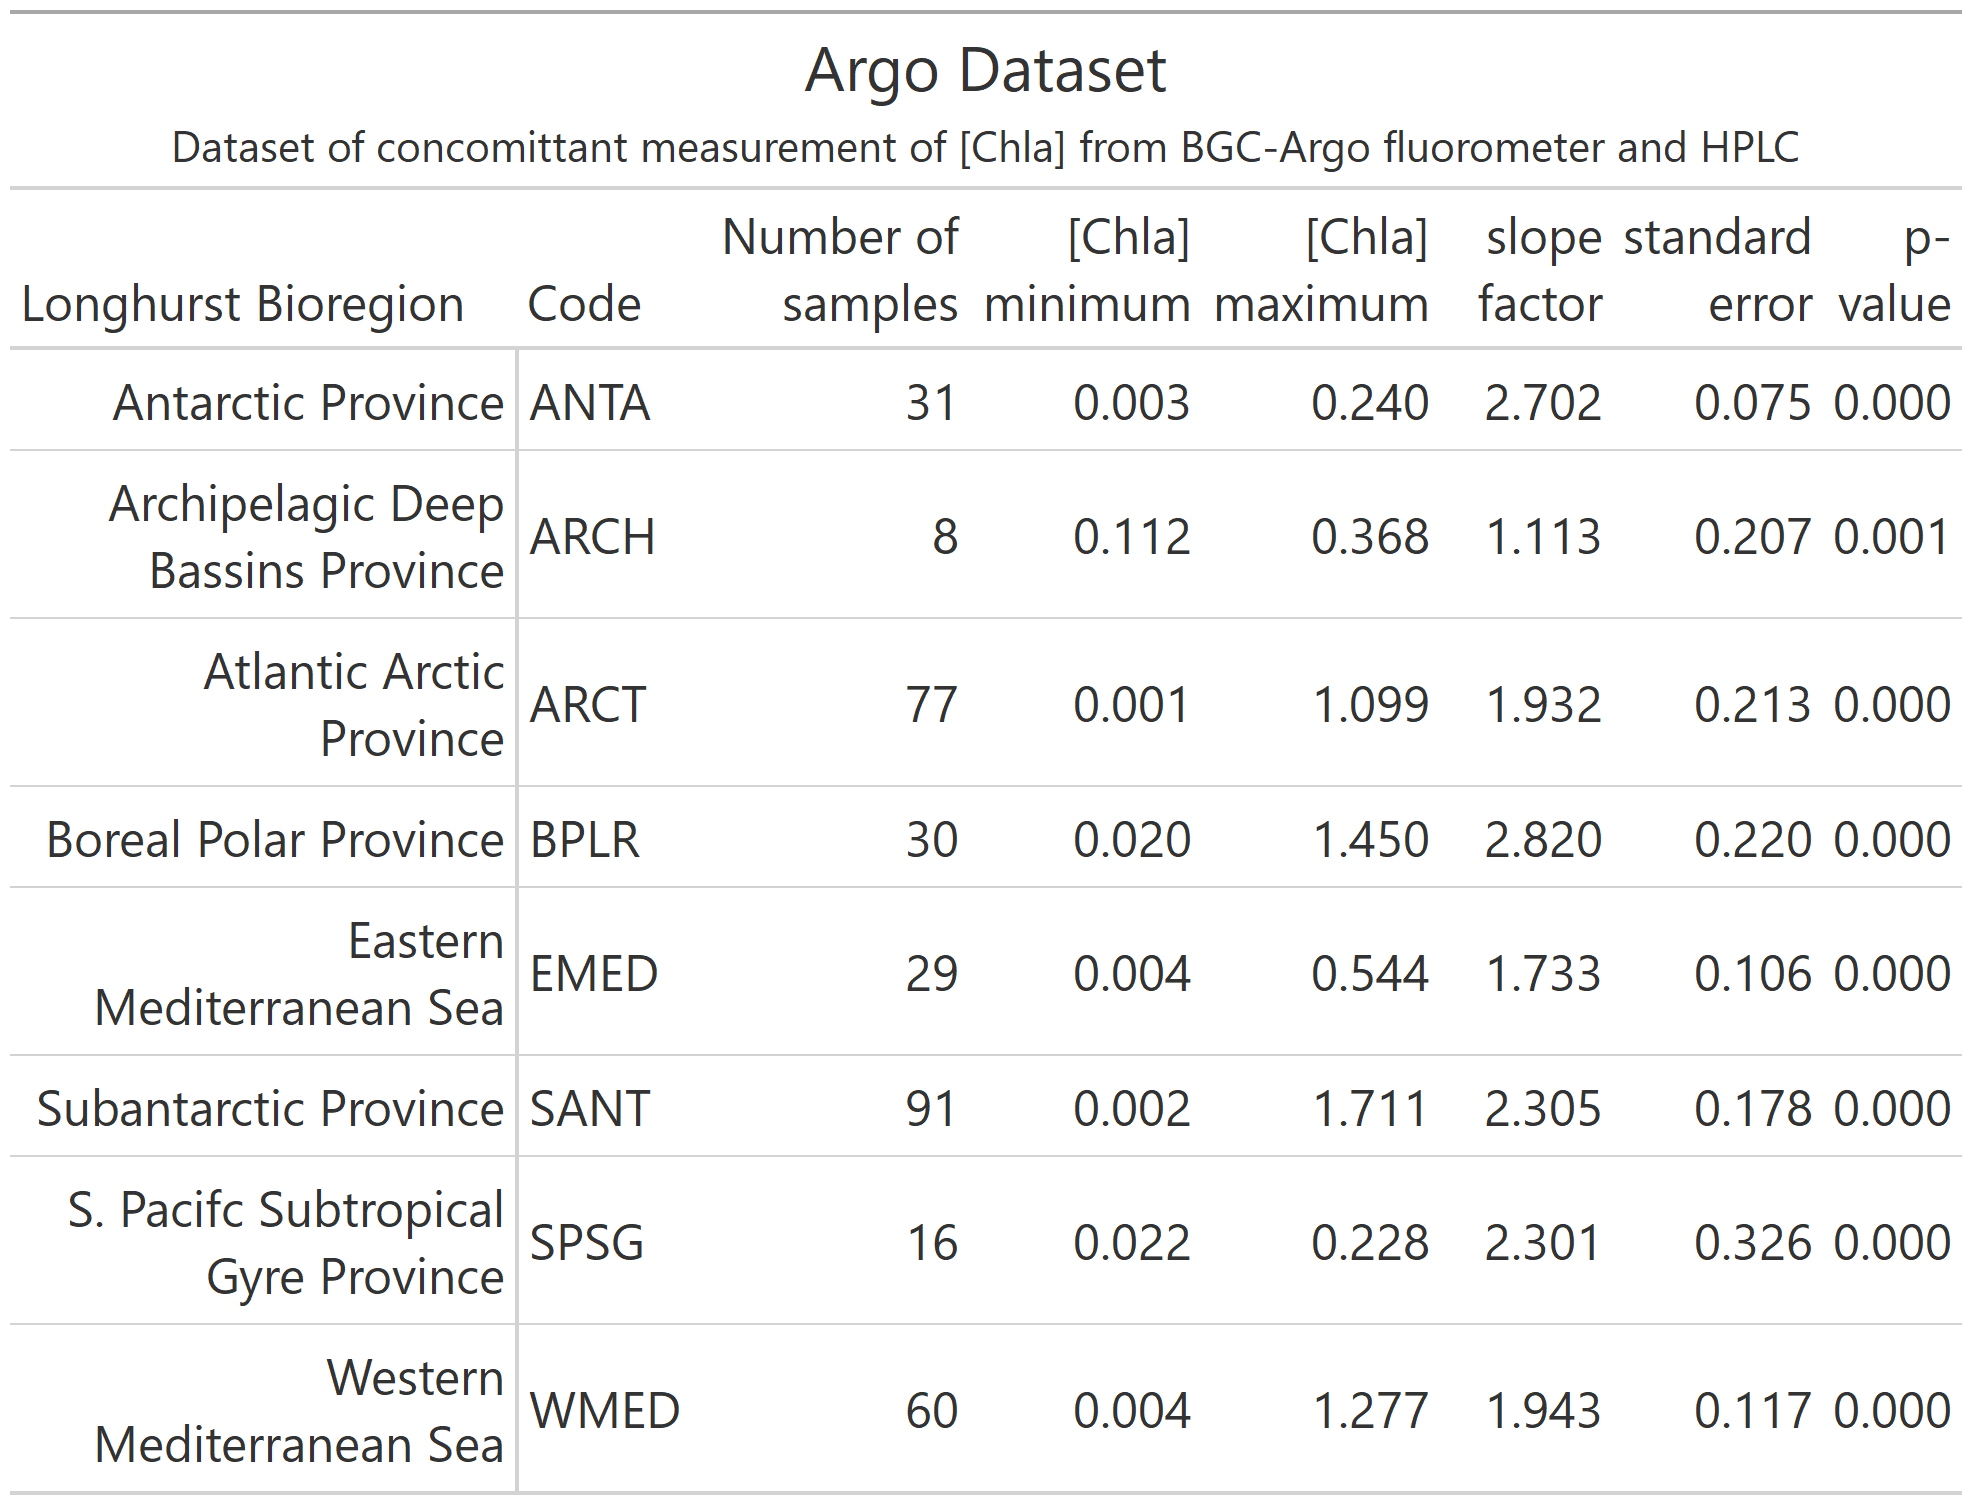 Argo Dataset
Dataset of concomittant measurement of [Chla] from BGC-Argo fluorometer and HPLC
Number of [Chla] [Chla] slope standard p-
Longhurst Bioregion Code samples minimum maximum factor error value
Antarctic Province ANTA 31 0.003 0.240 2.702 0.075 0.000
Archipelagic Deep
Bassins Province ARCH 8 0.112 0.368 1.113 0.207 0.001
Atlantic Arctic
Province ARCT 77 0.001 1.099 1.932 0.213 0.000
Boreal Polar Province BPLR 30 0.020 1.450 2.820 0.220 0.000
Eastern
Mediterranean Sea EMED 29 0.004 0.544 1.733 0.106 0.000
Subantarctic Province SANT 91 0.002 1.711 2.305 0.178 0.000
S. Pacifc Subtropical
Gyre Province SPSG 16 0.022 0.228 2.301 0.326 0.000
Western
Mediterranean Sea WMED 60 0.004 1.277 1.943 0.117 0.000